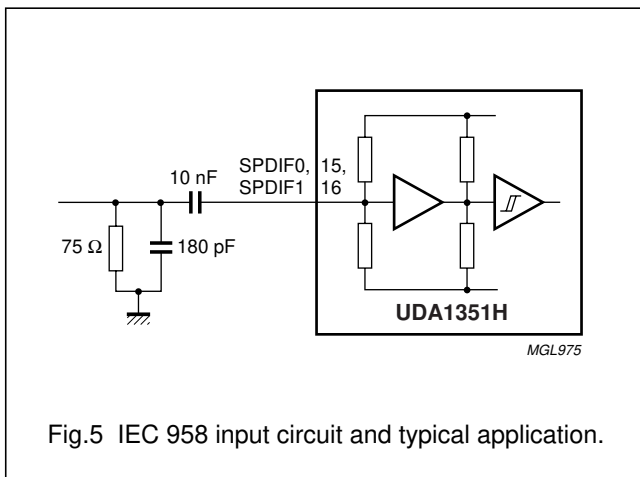 10 nF
SPDIF0, 15,
SPDIF1 16
75 Ω
180 pF
UDA1351H
MGL975
Fig.5 IEC 958 input circuit and typical application.